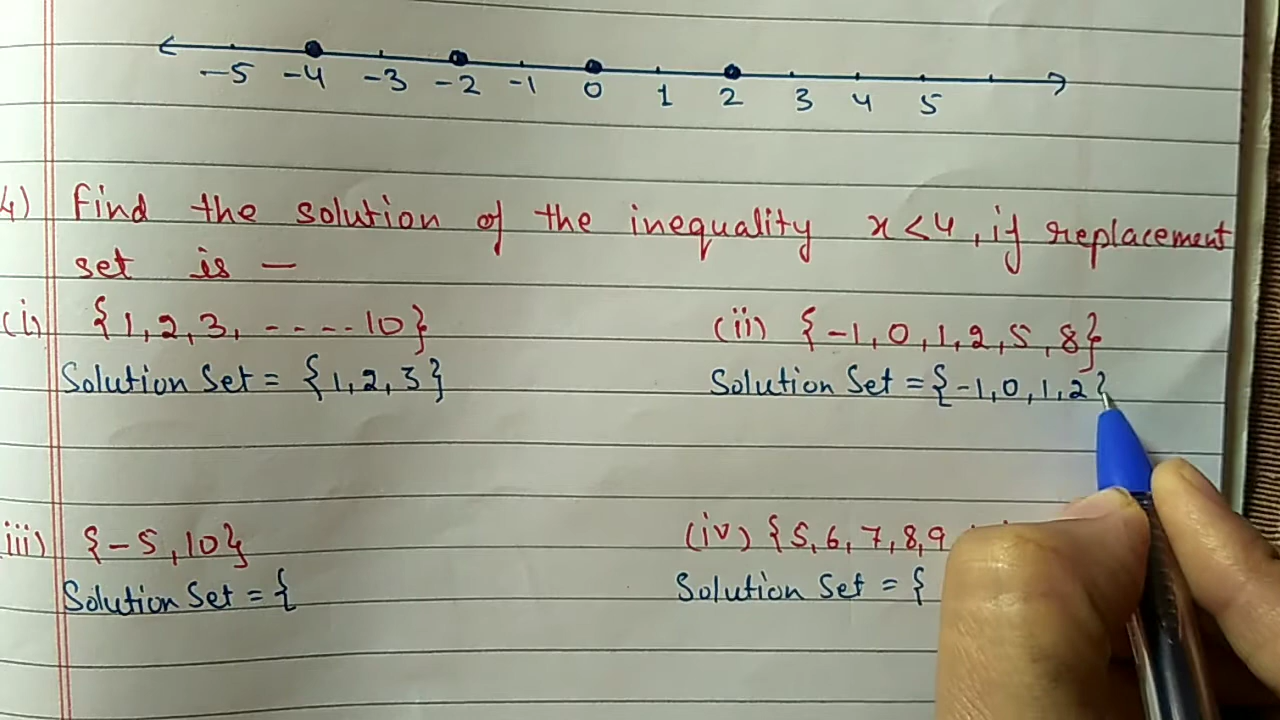 -5 -4 -3 -2 -1 0 1 2 3 4 5
4) Find the solution of the inequality x<4, if replacement
set is —
(i) {1, 2, 3, ----- 10} (ii) {-1, 0, 1, 2, 5, 8}
Solution Set = {1, 2, 3} Solution Set = {-1, 0, 1, 2}
iii) {-5, 10} (iv) {5, 6, 7, 8, 9
Solution Set = { Solution Set = {